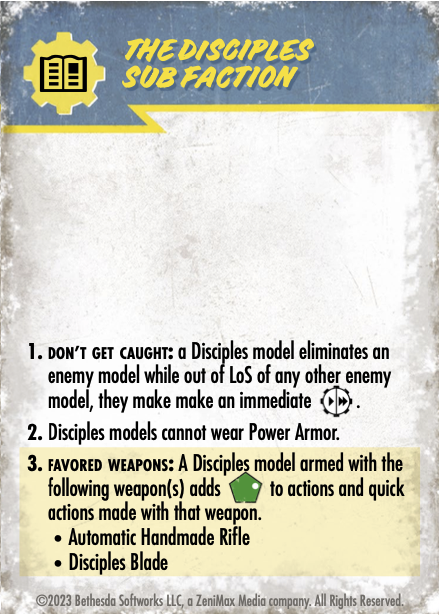 THE DISCIPLES
SUB FACTION
1. DON'T GET CAUGHT: a Disciples model eliminates an
enemy model while out of LoS of any other enemy
model, they make make an immediate .
2. Disciples models cannot wear Power Armor.
3. FAVORED WEAPONS: A Disciples model armed with the
following weapon(s) adds to actions and quick
actions made with that weapon.
• Automatic Handmade Rifle
• Disciples Blade
©2023 Bethesda Softworks LLC, a ZeniMax Media company. All Rights Reserved.